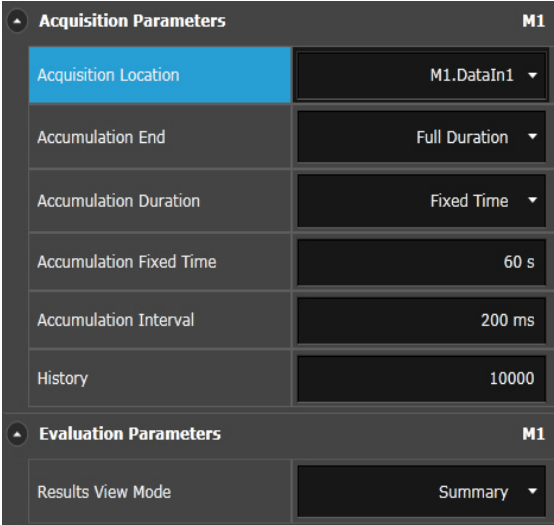 Acquisition Parameters M1
Acquisition Location M1.DataIn1
Accumulation End Full Duration
Accumulation Duration Fixed Time
Accumulation Fixed Time 60 s
Accumulation Interval 200 ms
History 10000
Evaluation Parameters M1
Results View Mode Summary